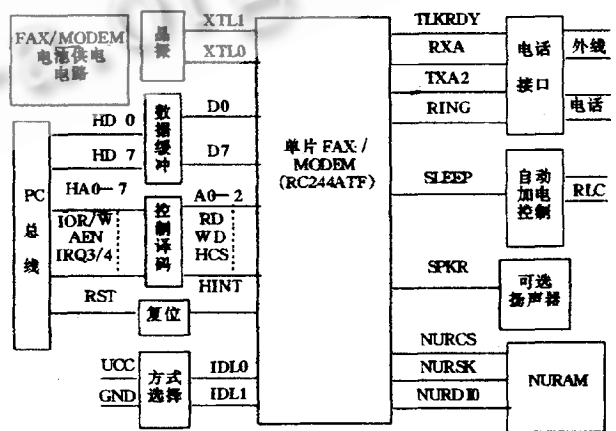 FAX/MODEM
电池供电
电路
晶振
XTL1
XTL0
PC总线
HD 0
HD 7
数据缓冲
D0
D7
HA0—7
IOR/W
AEN
IRQ3/4
控制译码
A0—2
RD
WD
HCS
HINT
RST
复位
UCC
GND
方式
选择
IDL0
IDL1
单片 FAX /
MODEM
(RC244ATF)
TLKRDY
RXA
TXA2
RING
电话
接口
外线
电话
SLEEP
自动
加电
控制
RLC
SPKR
可选
扬声器
NURCS
NURSK
NURDI0
NURAM